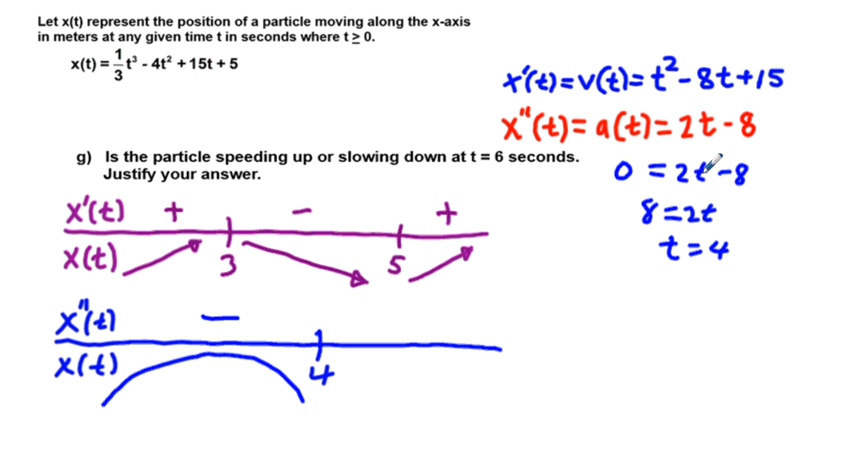 Let x(t) represent the position of a particle moving along the x-axis
in meters at any given time t in seconds where t ≥ 0.
x(t) = 1/3 t³ - 4t² + 15t + 5
x'(t) = v(t) = t² - 8t + 15
x"(t) = a(t) = 2t - 8
g) Is the particle speeding up or slowing down at t = 6 seconds.
Justify your answer.
0 = 2t - 8
8 = 2t
t = 4
x'(t) + - +
x(t) 3 5
x"(t) -
x(t) 4